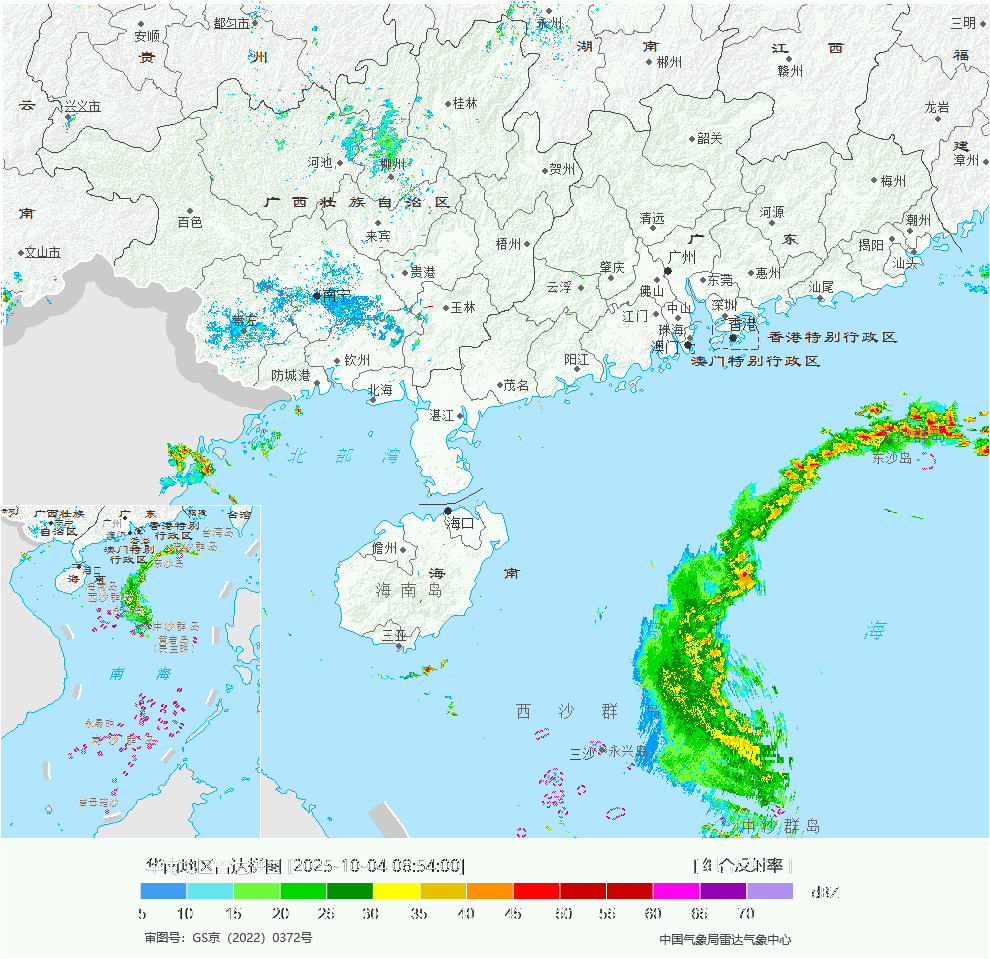 永州
三明
都匀市
安顺
贵 州
湖 南
江 西
福
郴州
赣州
云
兴义市
桂林
龙岩
韶关
建
漳州
河池
柳州
贺州
梅州
南
广 西 壮 族 自 治 区
百色
来宾
清远
河源
潮州
广 东
梧州
揭阳
文山市
广州
汕头
贵港
肇庆
惠州
东莞
云浮
佛山
汕尾
南宁
玉林
中山
深圳
江门
崇左
珠海
香港
香港特别行政区
澳门
澳门特别行政区
钦州
阳江
防城港
茂名
北海
湛江
北 部 湾
东沙岛
海口
儋州
海 南
海 南 岛
三亚
海
西 沙 群
三沙
永兴岛
中 沙 群 岛
广西壮族
自治区
广 东
台湾
广州
香港特别
行政区
澳门特别
行政区
台湾岛
东沙岛
海口
海 南
海南岛
西沙群
中沙群岛
黄岩岛
南 海
永暑礁
南 沙 群 岛
曾母暗沙
华南地区雷达拼图 [2025-10-04 08:54:00]
[组合反射率]
dBZ
5 10 15 20 25 30 35 40 45 50 55 60 65 70
审图号：GS京（2022）0372号
中国气象局雷达气象中心